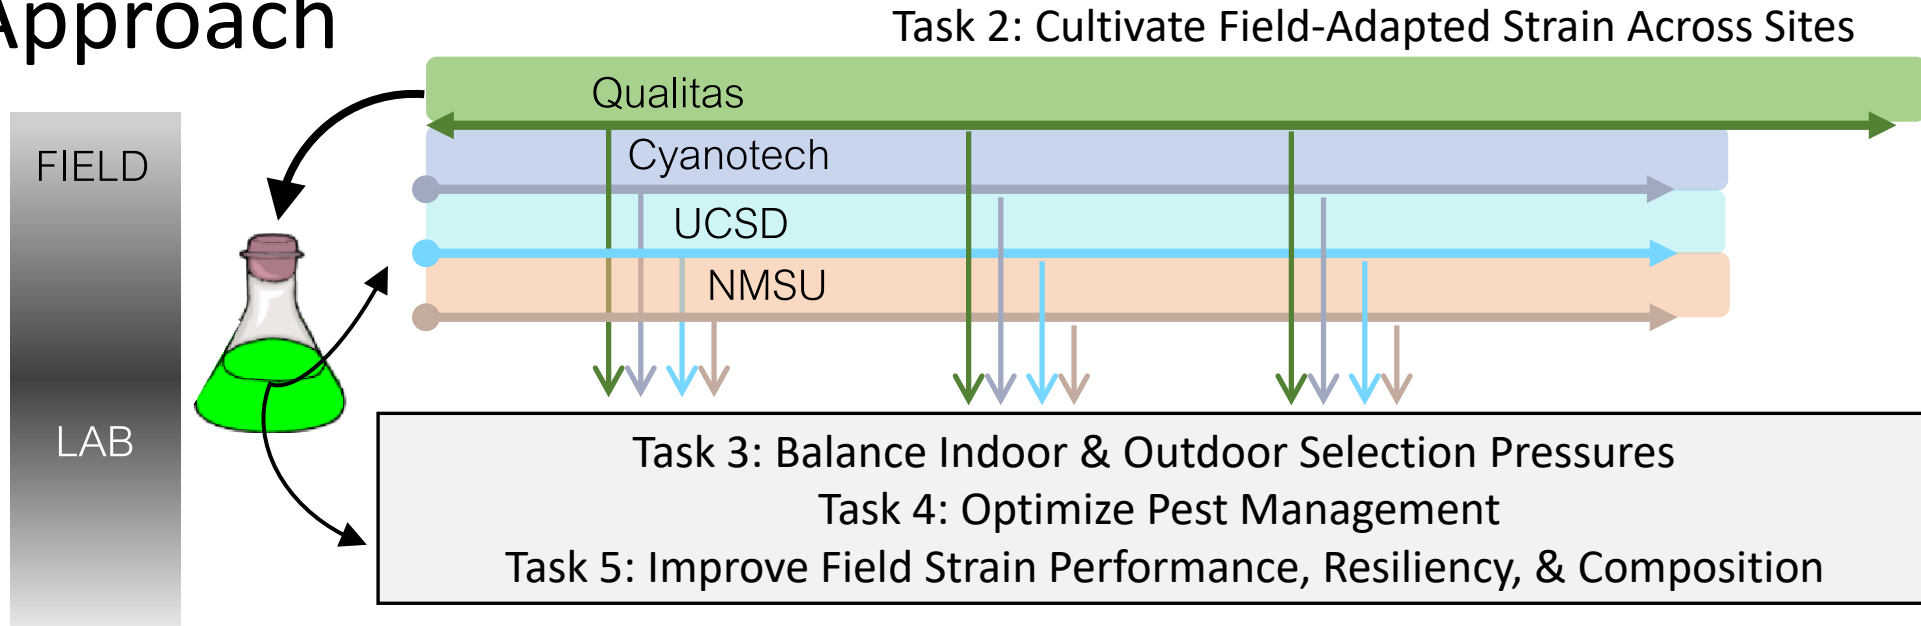 Approach
Task 2: Cultivate Field-Adapted Strain Across Sites
Qualitas
FIELD
Cyanotech
UCSD
NMSU
LAB
Task 3: Balance Indoor & Outdoor Selection Pressures
Task 4: Optimize Pest Management
Task 5: Improve Field Strain Performance, Resiliency, & Composition